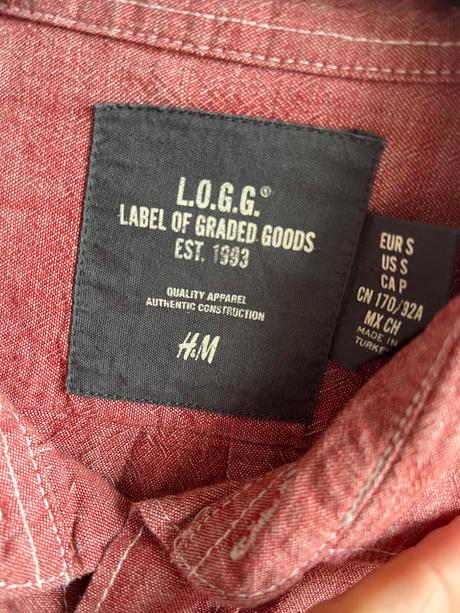 L.O.G.G.®
LABEL OF GRADED GOODS
EST. 1993
QUALITY APPAREL
AUTHENTIC CONSTRUCTION
H&M
EUR S
US S
CA P
CN 170/92A
MX CH
MADE IN
TURKEY